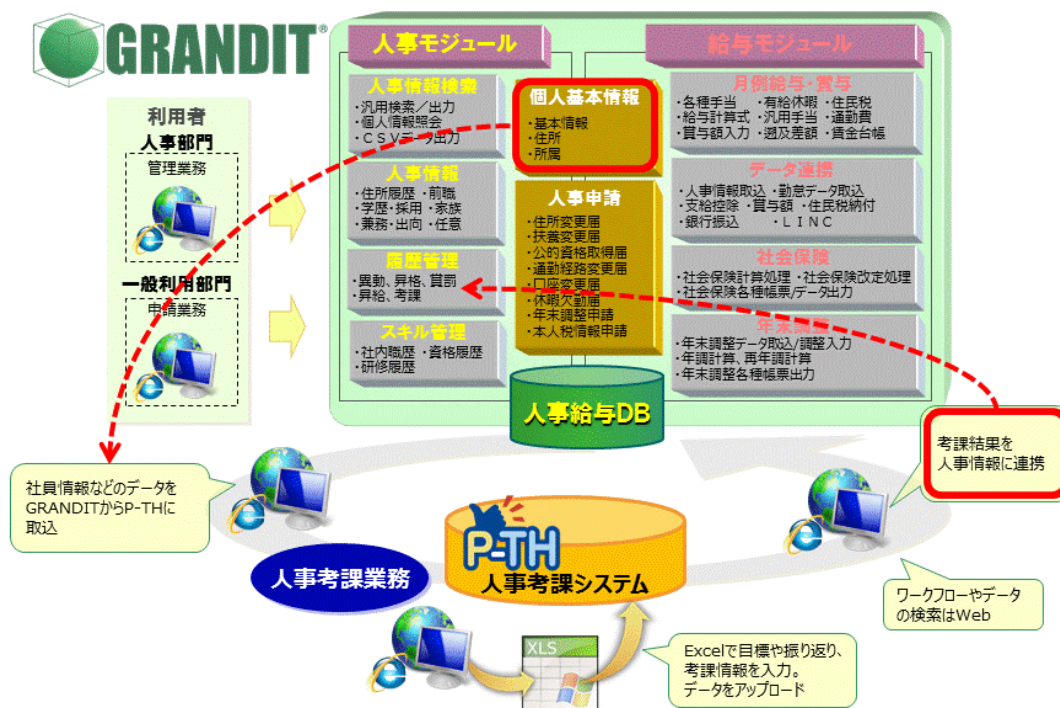 GRANDIT®
利用者
人事部門
管理業務
一般利用部門
申請業務
人事モジュール
人事情報検索
・汎用検索／出力
・個人情報照会
・ＣＳＶデータ出力
人事情報
・住所履歴 ・前職
・学歴・採用 ・家族
・兼務・出向 ・任意
履歴管理
・異動、昇格、賞罰
・昇給、考課
スキル管理
・社内職歴 ・資格履歴
・研修履歴
個人基本情報
・基本情報
・住所
・所属
人事申請
・住所変更届
・扶養変更届
・公的資格取得届
・通勤経路変更届
・口座変更届
・休暇欠勤届
・年末調整申請
・本人税情報申請
給与モジュール
月例給与・賞与
・各種手当 ・有給休暇 ・住民税
・給与計算式 ・汎用手当 ・通勤費
・賞与額入力 ・遡及差額 ・賃金台帳
データ連携
・人事情報取込 ・勤怠データ取込
・支給控除 ・賞与額 ・住民税納付
・銀行振込 ・ＬＩＮＣ
社会保険
・社会保険計算処理 ・社会保険改定処理
・社会保険各種帳票/データ出力
年末調整
・年末調整データ取込/調整入力
・年調計算、再年調計算
・年末調整各種帳票出力
人事給与DB
社員情報などのデータを
GRANDITからP-THに
取込
考課結果を
人事情報に連携
P-TH
人事考課システム
人事考課業務
ワークフローやデータ
の検索はWeb
XLS
Excelで目標や振り返り、
考課情報を入力。
データをアップロード